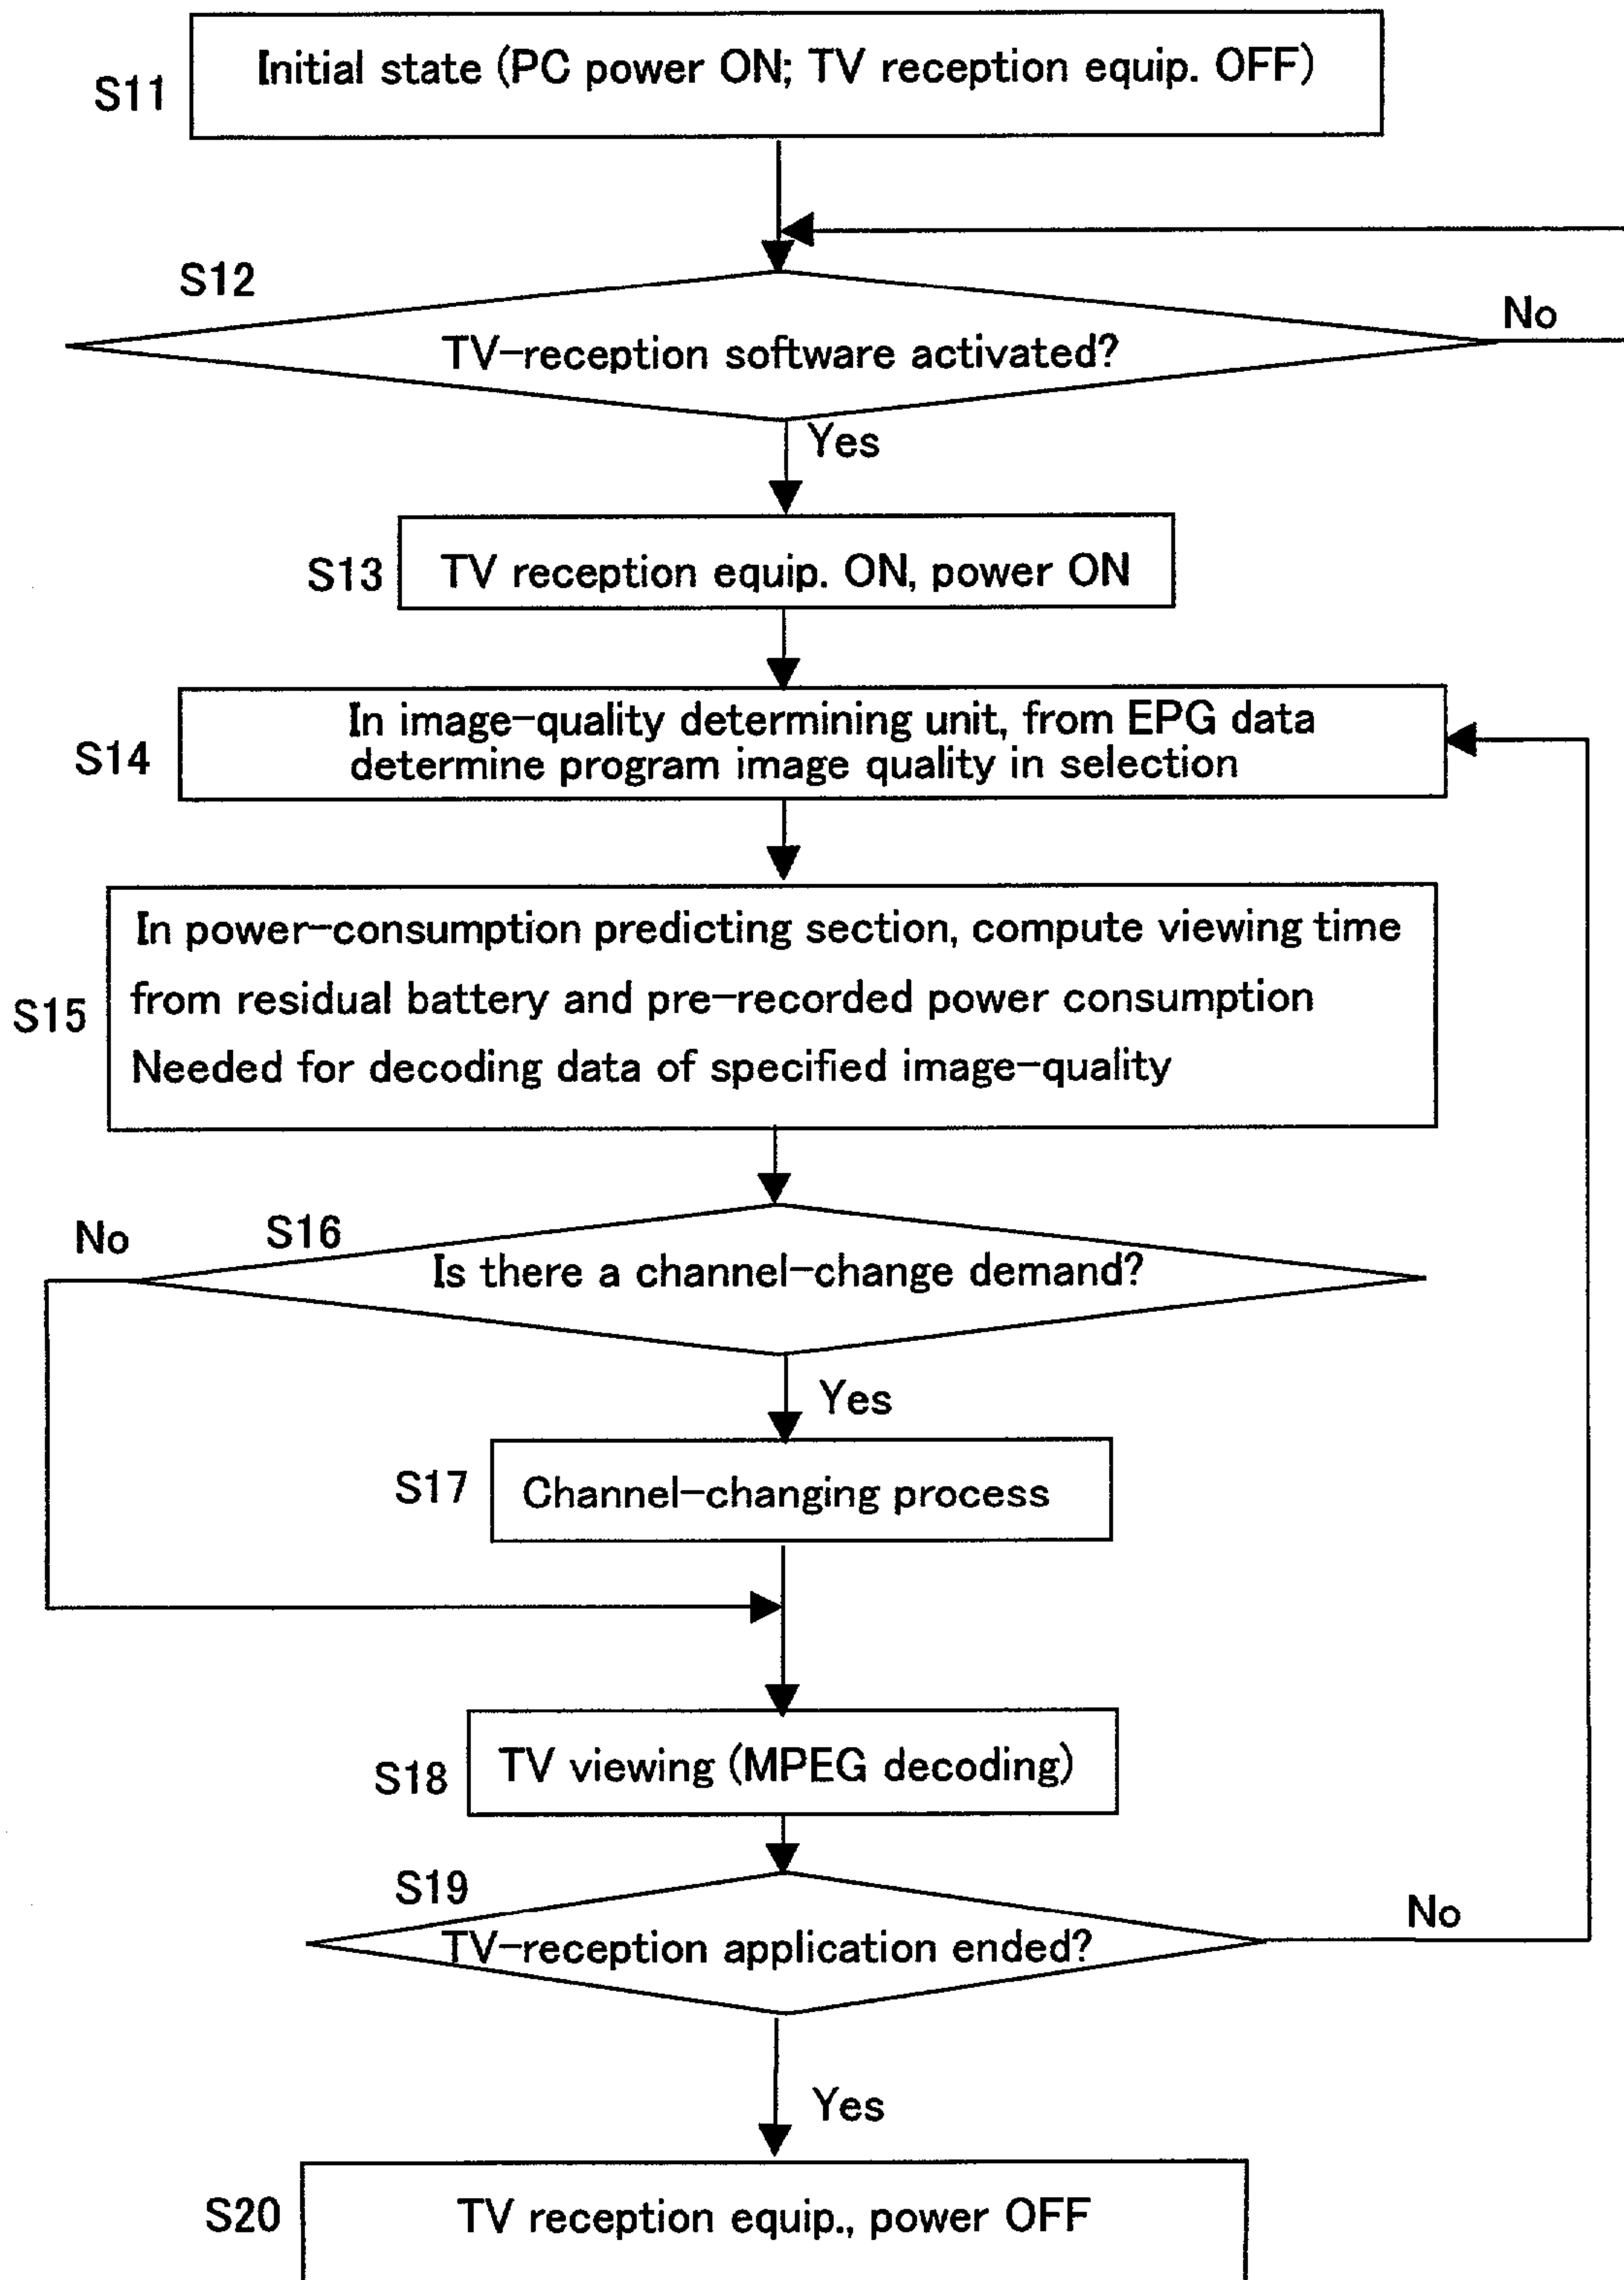 S11
Initial state (PC power ON; TV reception equip. OFF)
S12
TV-reception software activated?
No
Yes
S13
TV reception equip. ON, power ON
S14
In image-quality determining unit, from EPG data
determine program image quality in selection
S15
In power-consumption predicting section, compute viewing time
from residual battery and pre-recorded power consumption
Needed for decoding data of specified image-quality
No
S16
Is there a channel-change demand?
Yes
S17
Channel-changing process
S18
TV viewing (MPEG decoding)
S19
TV-reception application ended?
No
Yes
S20
TV reception equip., power OFF